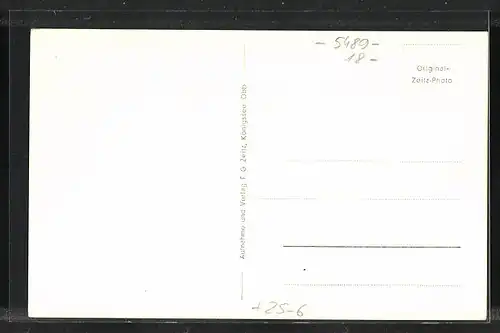 - 5489 -
18 -
Original-
Zeitz-Photo
Aufnahme und Verlag F. G. Zeitz, Königssee Obb.
+ 25-6